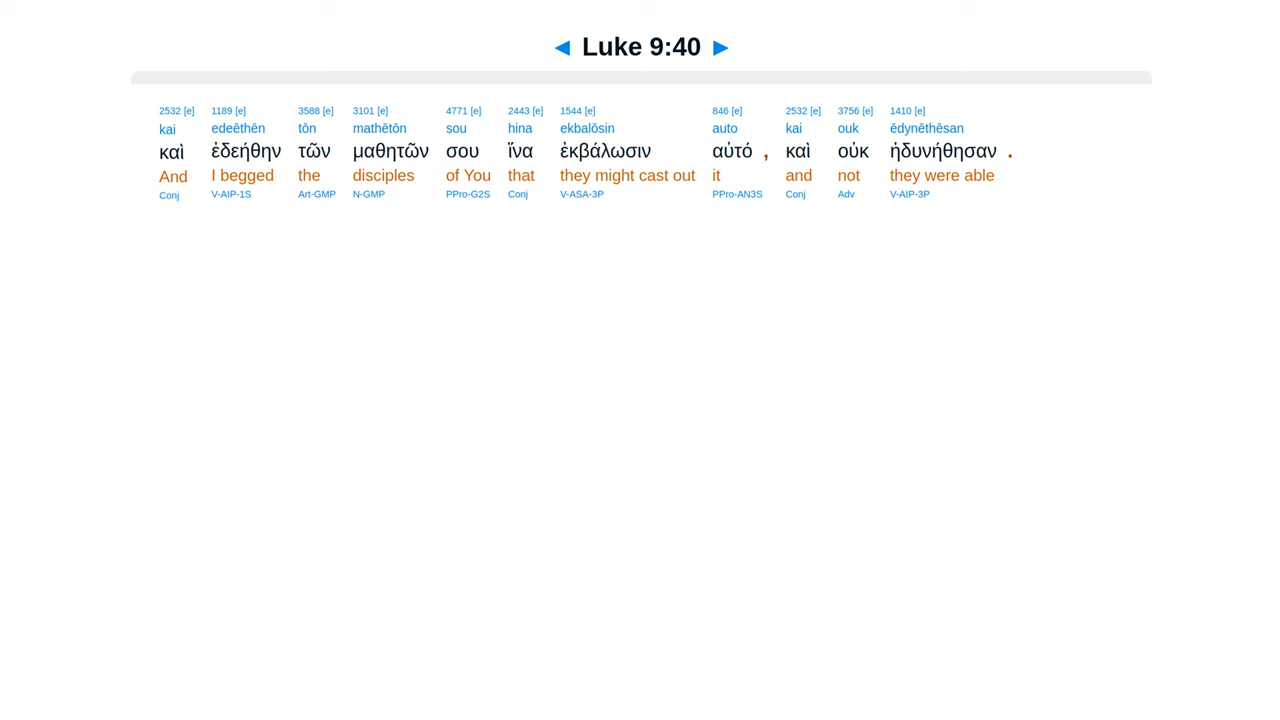 ◄ Luke 9:40 ►
2532 [e] 1189 [e] 3588 [e] 3101 [e] 4771 [e] 2443 [e] 1544 [e] 846 [e] 2532 [e] 3756 [e] 1410 [e]
kai edeēthēn tōn mathētōn sou hina ekbalōsin auto kai ouk ēdynēthēsan
καὶ ἐδεήθην τῶν μαθητῶν σου ἵνα ἐκβάλωσιν αὐτό , καὶ οὐκ ἠδυνήθησαν .
And I begged the disciples of You that they might cast out it and not they were able
Conj V-AIP-1S Art-GMP N-GMP PPro-G2S Conj V-ASA-3P PPro-AN3S Conj Adv V-AIP-3P